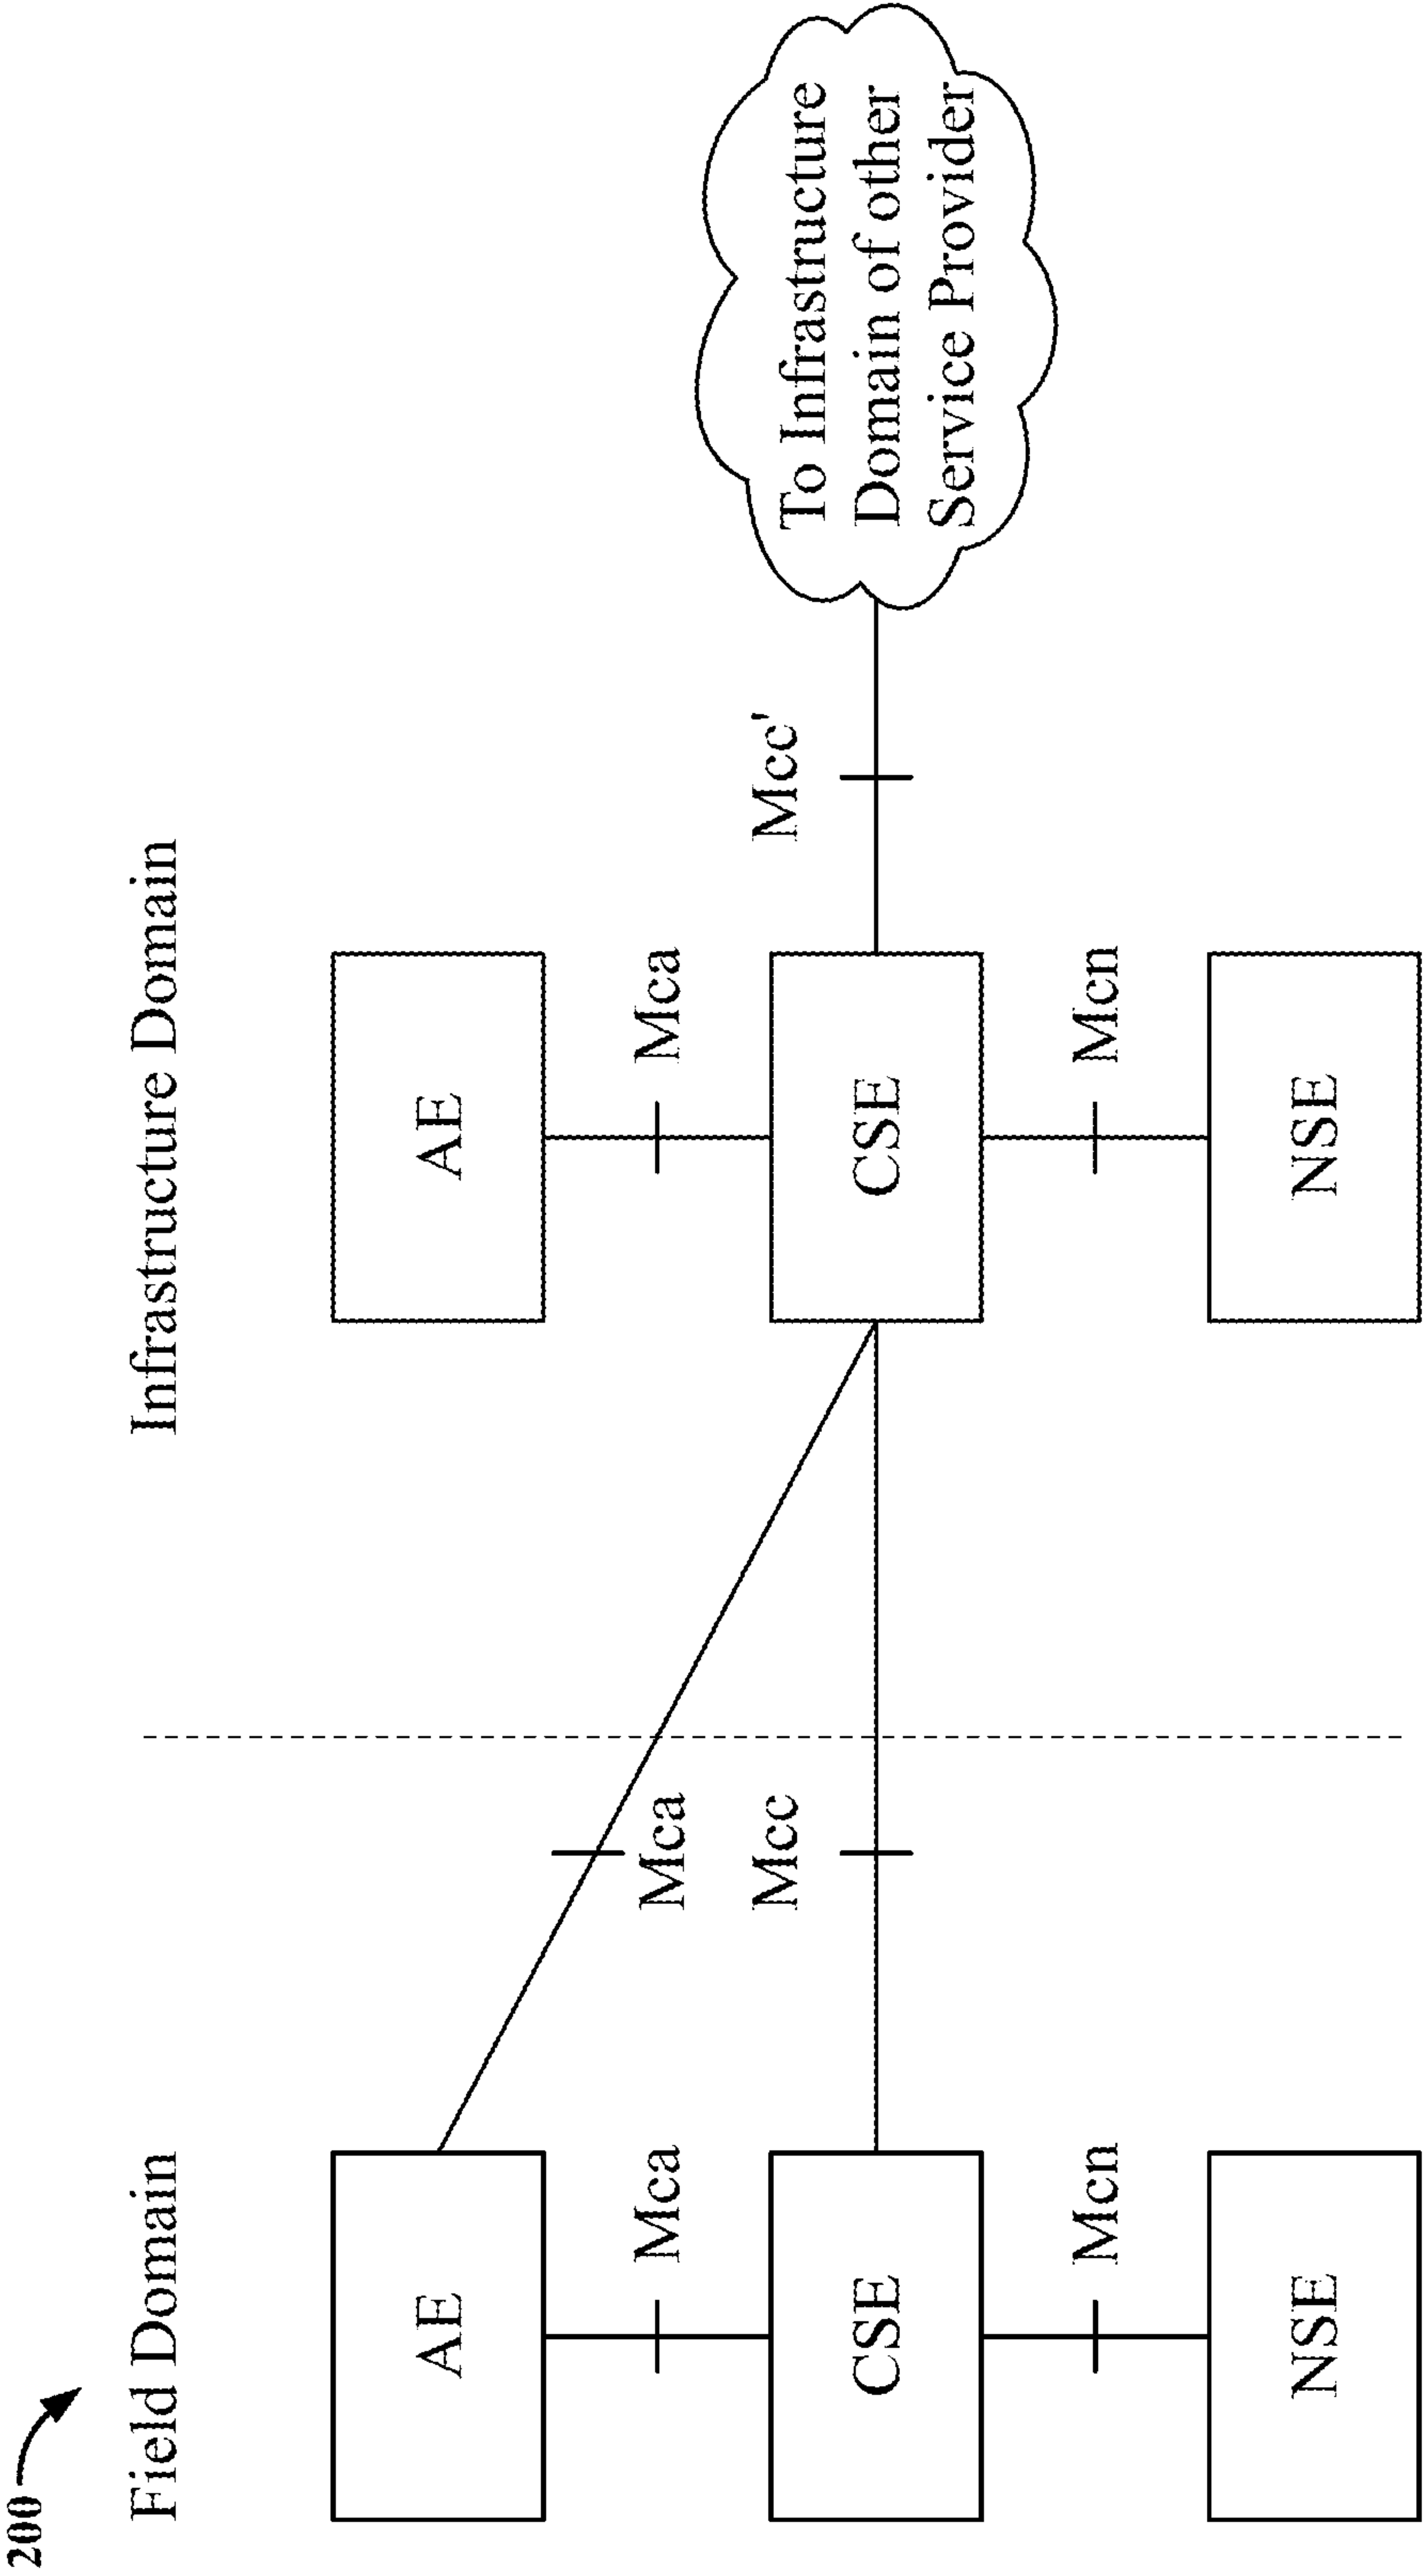 200
Field Domain
Infrastructure Domain
AE
AE
Mca
Mca
Mca
Mcc
Mcc'
CSE
CSE
To Infrastructure
Domain of other
Service Provider
Mcn
Mcn
NSE
NSE